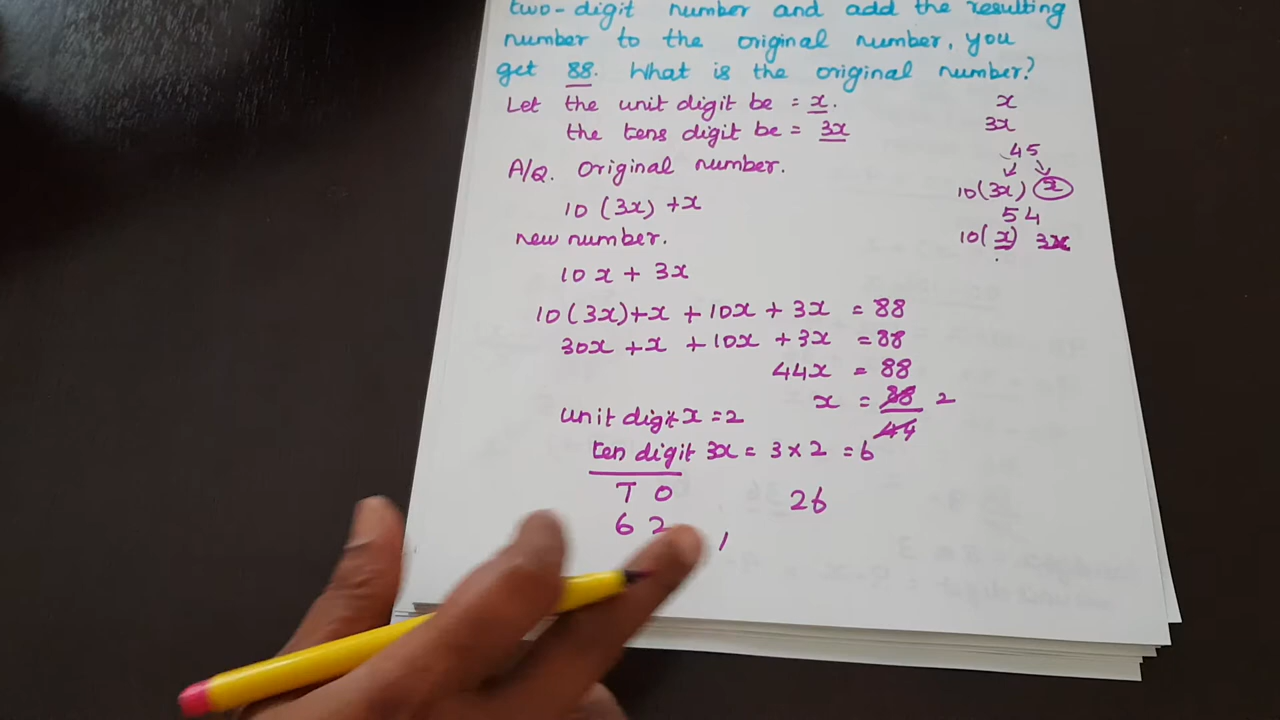 two-digit number and add the resulting
number to the original number, you
get 88. What is the original number?
Let the unit digit be = x.
the tens digit be = 3x
A/Q. Original number.
10 (3x) +x
new number.
10x + 3x
10(3x)+x + 10x + 3x = 88
30x + x + 10x + 3x = 88
44x = 88
x = 88/44 2
unit digit x = 2
ten digit 3x = 3 x 2 = 6
T O
6 2
26
x
3x
45
10(3x) x
54
10(x) 3x